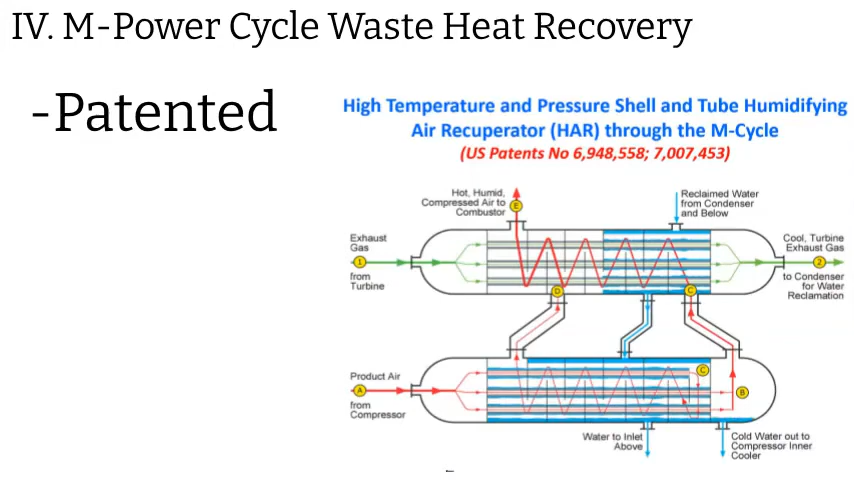 IV. M-Power Cycle Waste Heat Recovery
-Patented
High Temperature and Pressure Shell and Tube Humidifying
Air Recuperator (HAR) through the M-Cycle
(US Patents No 6,948,558; 7,007,453)
Hot, Humid,
Compressed Air to
Combustor
E
Reclaimed Water
from Condenser
and Below
Exhaust
Gas
1
from
Turbine
Cool, Turbine
Exhaust Gas
2
to Condenser
for Water
Reclamation
D
C
Product Air
A
from
Compressor
C
B
Water to Inlet
Above
Cold Water out to
Compressor Inner
Cooler